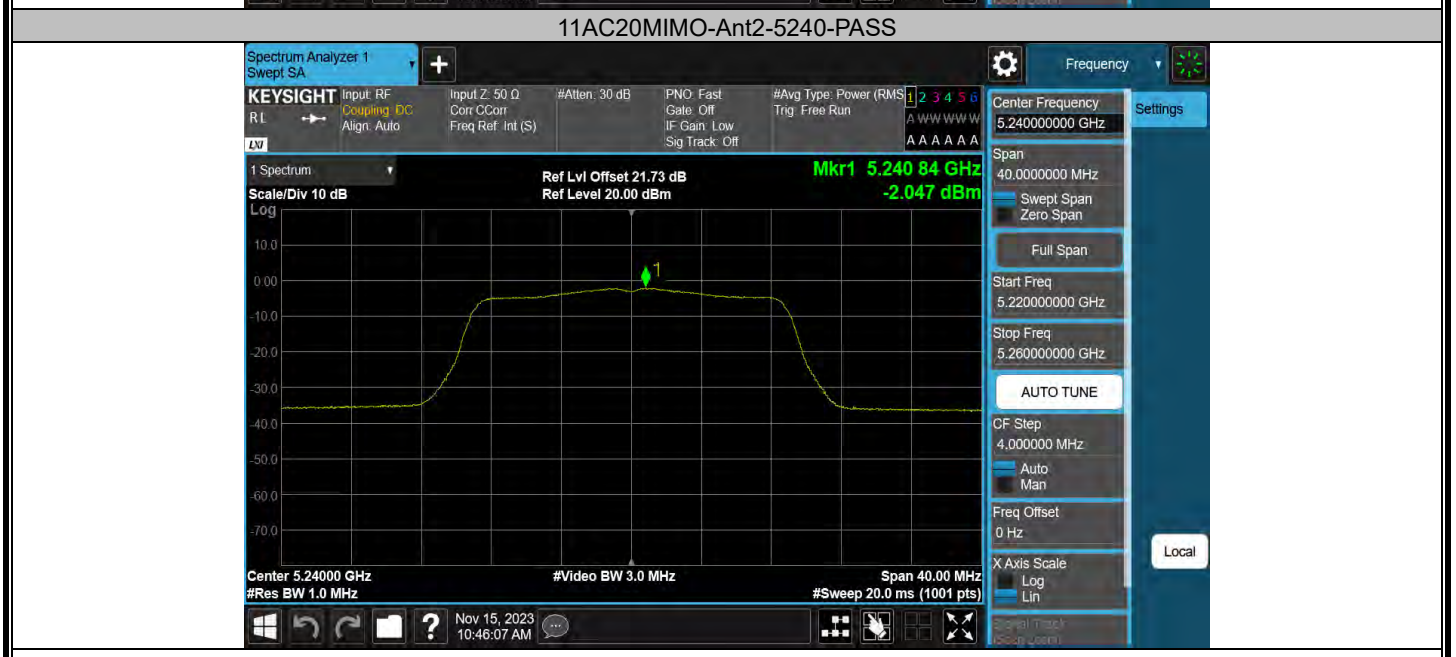 11AC20MIMO-Ant2-5240-PASS
Spectrum Analyzer 1
Swept SA
Frequency
KEYSIGHT
Input: RF
Input Z: 50 Ω
#Atten: 30 dB
PNO: Fast
#Avg Type: Power (RMS
1 2 3 4 5 6
R L
Coupling: DC
Corr CCorr
Gate: Off
Trig: Free Run
A WW WW W
Align: Auto
Freq Ref: Int (S)
IF Gain: Low
Sig Track: Off
A A A A A A
LXI
1 Spectrum
Ref Lvl Offset 21.73 dB
Mkr1 5.240 84 GHz
Scale/Div 10 dB
Ref Level 20.00 dBm
-2.047 dBm
Log
10.0
0.00
-10.0
-20.0
-30.0
-40.0
-50.0
-60.0
-70.0
1
Center 5.24000 GHz
#Video BW 3.0 MHz
Span 40.00 MHz
#Res BW 1.0 MHz
#Sweep 20.0 ms (1001 pts)
Nov 15, 2023
10:46:07 AM
?
Center Frequency
5.240000000 GHz
Settings
Span
40.0000000 MHz
Swept Span
Zero Span
Full Span
Start Freq
5.220000000 GHz
Stop Freq
5.260000000 GHz
AUTO TUNE
CF Step
4.000000 MHz
Auto
Man
Freq Offset
0 Hz
X Axis Scale
Log
Lin
Signal Track
(Span Zoom)
Local